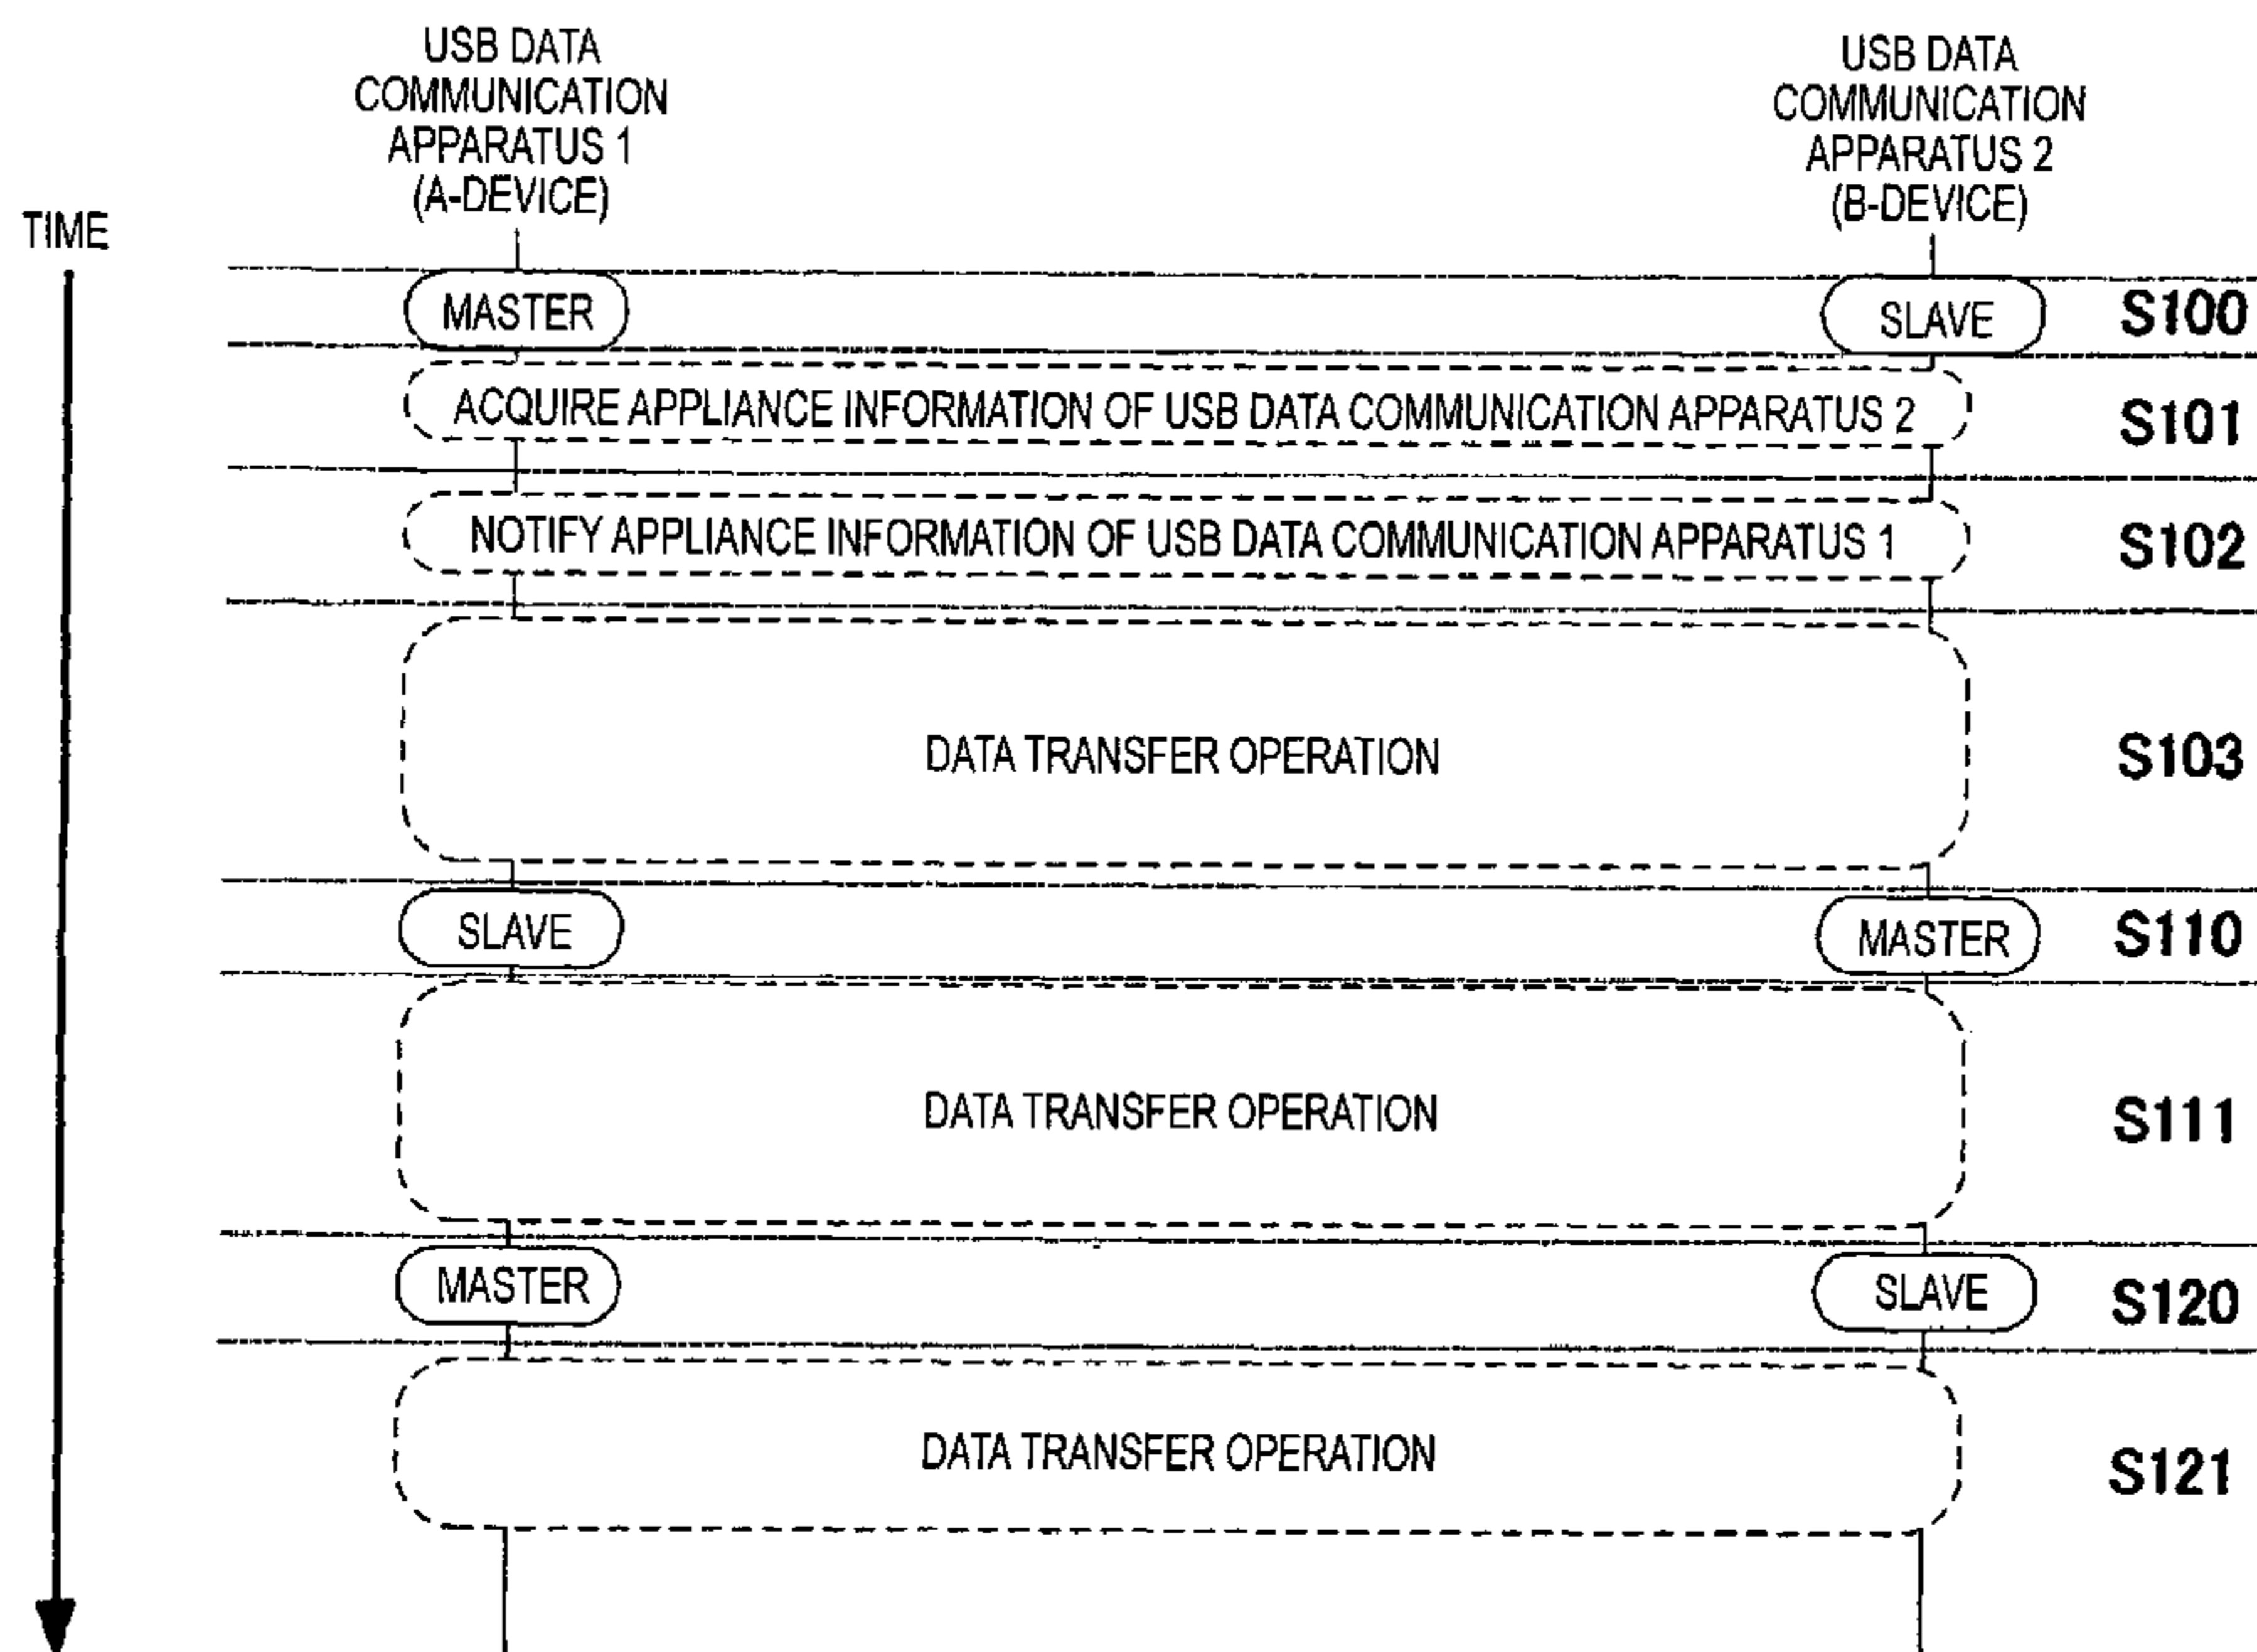 USB DATA
COMMUNICATION
APPARATUS 1
(A-DEVICE)
USB DATA
COMMUNICATION
APPARATUS 2
(B-DEVICE)
TIME
MASTER
SLAVE
S100
ACQUIRE APPLIANCE INFORMATION OF USB DATA COMMUNICATION APPARATUS 2
S101
NOTIFY APPLIANCE INFORMATION OF USB DATA COMMUNICATION APPARATUS 1
S102
DATA TRANSFER OPERATION
S103
SLAVE
MASTER
S110
DATA TRANSFER OPERATION
S111
MASTER
SLAVE
S120
DATA TRANSFER OPERATION
S121